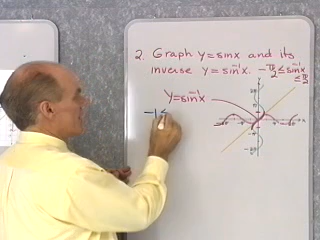 2. Graph y=sinx and its
inverse y=sin⁻¹x. -π/2≤sin⁻¹x
≤π/2
y=sin⁻¹x
-1≤